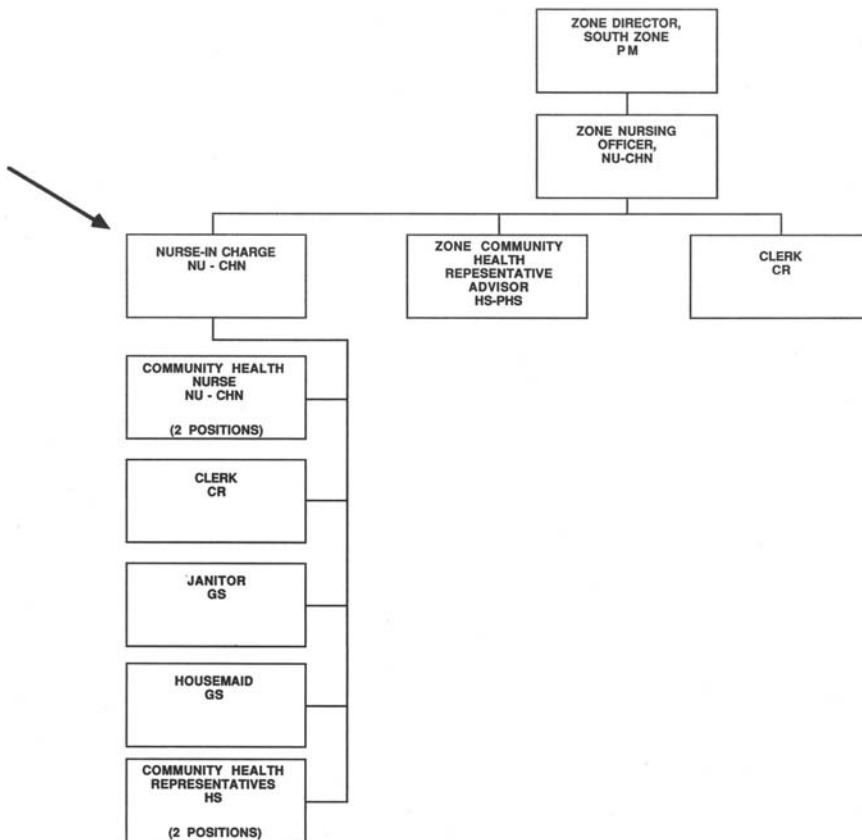 ZONE DIRECTOR,
SOUTH ZONE
PM
ZONE NURSING
OFFICER,
NU-CHN
NURSE-IN CHARGE
NU - CHN
ZONE COMMUNITY
HEALTH
REPESENTATIVE
ADVISOR
HS-PHS
CLERK
CR
COMMUNITY HEALTH
NURSE
NU - CHN
(2 POSITIONS)
CLERK
CR
JANITOR
GS
HOUSEMAID
GS
COMMUNITY HEALTH
REPRESENTATIVES
HS
(2 POSITIONS)